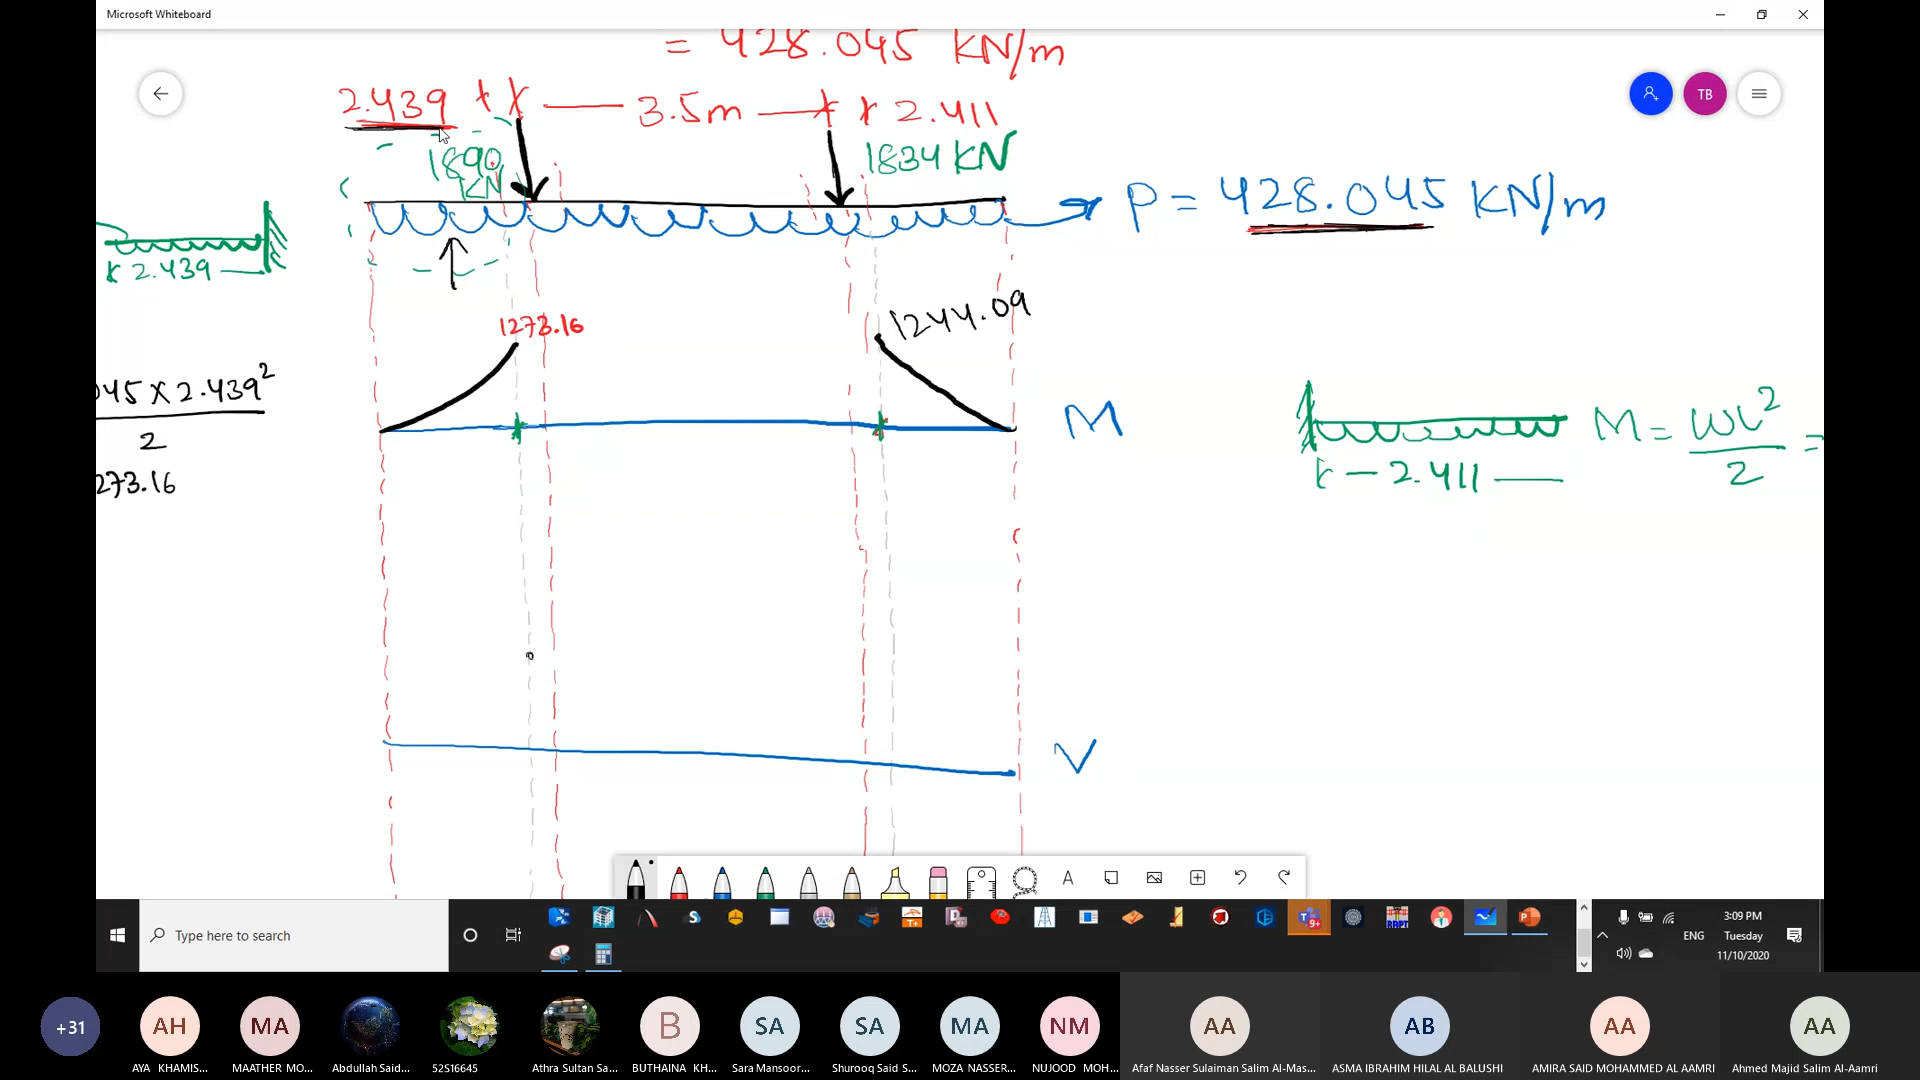 Microsoft Whiteboard
= 428.045 KN/m
2.439
3.5m
2.411
1890 KN
1834 KN
P = 428.045 KN/m
TB
2.439
1273.16
1244.09
045 X 2.439²
2
273.16
M
M = wl²/2 =
2.411
V
A
Type here to search
9+
ENG
3:09 PM
Tuesday
11/10/2020
+31
AH
MA
B
SA
SA
MA
NM
AA
AB
AA
AA
AYA KHAMIS...
MAATHER MO...
Abdullah Said...
52S16645
Athra Sultan Sa...
BUTHAINA KH...
Sara Mansoor...
Shurooq Said S...
MOZA NASSER...
NUJOOD MOH...
Afaf Nasser Sulaiman Salim Al-Mas...
ASMA IBRAHIM HILAL AL BALUSHI
AMIRA SAID MOHAMMED AL AAMRI
Ahmed Majid Salim Al-Aamri